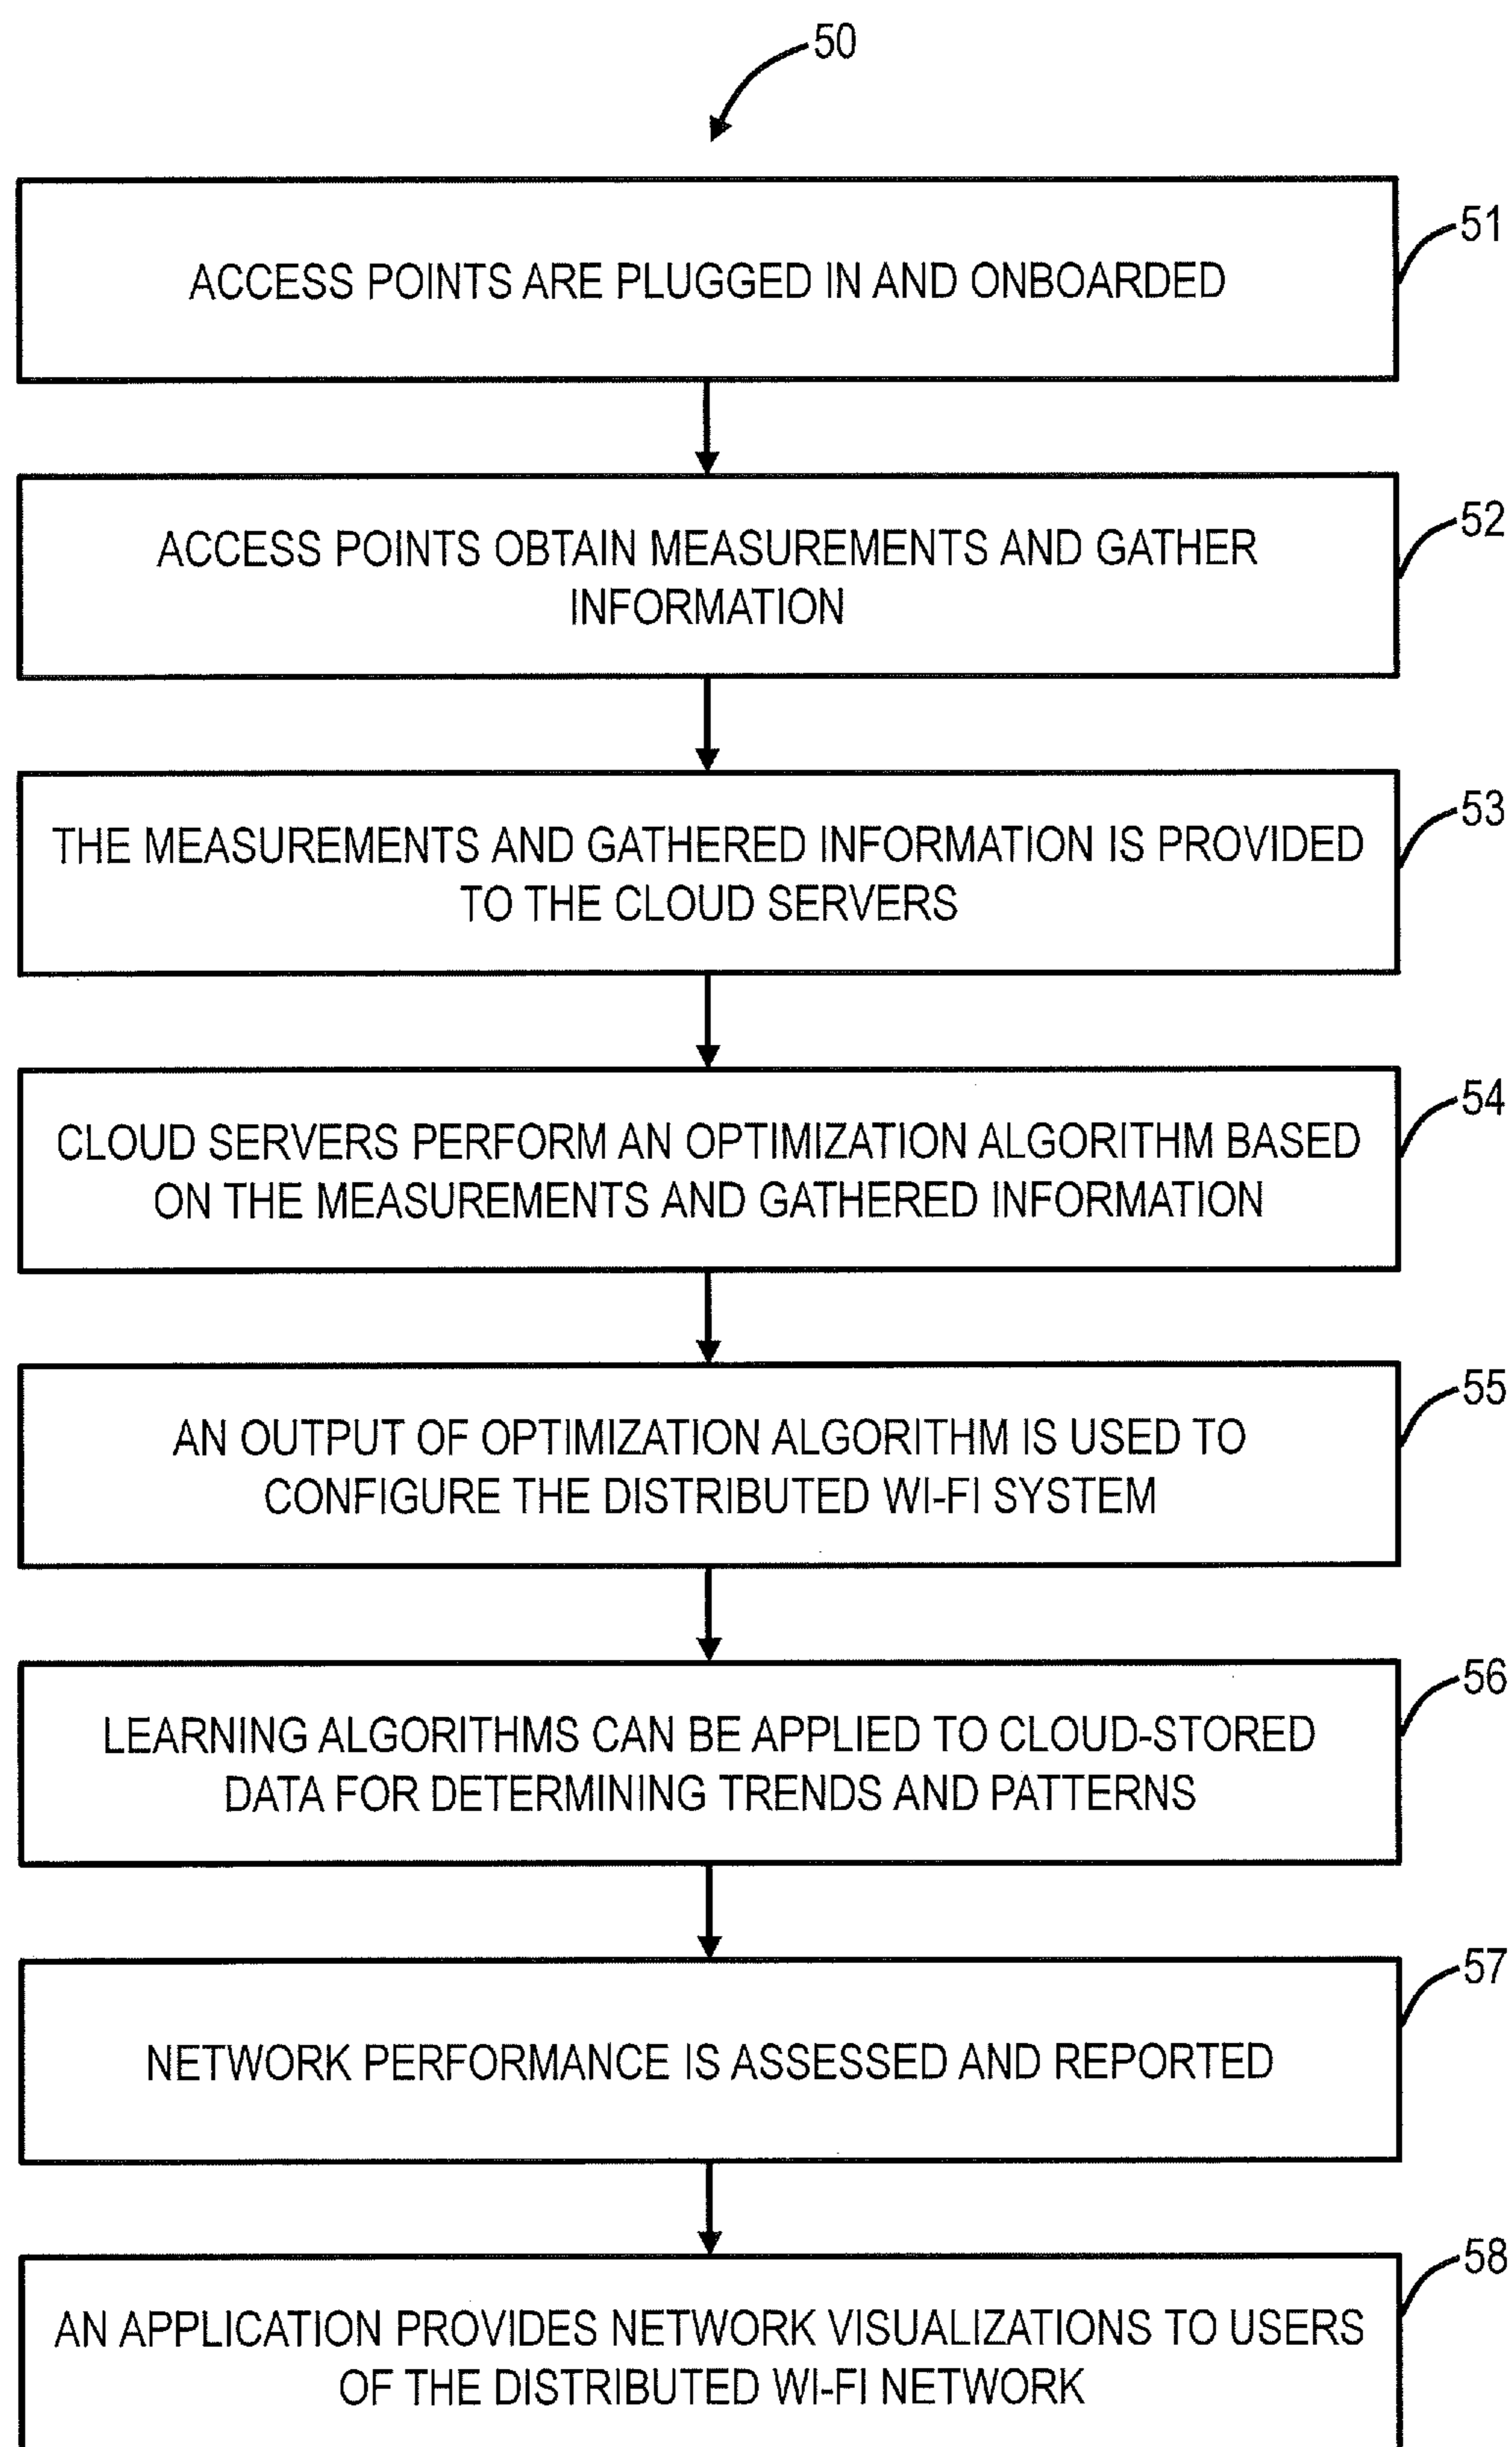 50
51
ACCESS POINTS ARE PLUGGED IN AND ONBOARDED
52
ACCESS POINTS OBTAIN MEASUREMENTS AND GATHER
INFORMATION
53
THE MEASUREMENTS AND GATHERED INFORMATION IS PROVIDED
TO THE CLOUD SERVERS
54
CLOUD SERVERS PERFORM AN OPTIMIZATION ALGORITHM BASED
ON THE MEASUREMENTS AND GATHERED INFORMATION
55
AN OUTPUT OF OPTIMIZATION ALGORITHM IS USED TO
CONFIGURE THE DISTRIBUTED WI-FI SYSTEM
56
LEARNING ALGORITHMS CAN BE APPLIED TO CLOUD-STORED
DATA FOR DETERMINING TRENDS AND PATTERNS
57
NETWORK PERFORMANCE IS ASSESSED AND REPORTED
58
AN APPLICATION PROVIDES NETWORK VISUALIZATIONS TO USERS
OF THE DISTRIBUTED WI-FI NETWORK